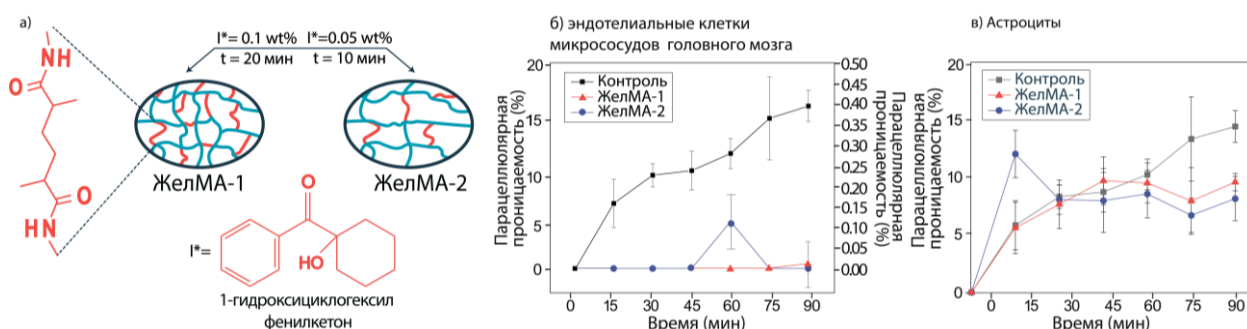 а)
I*= 0.1 wt%
I*=0.05 wt%
t = 20 мин
t = 10 мин
NH
O
O
NH
ЖелМА-1
ЖелМА-2
I*=
O
HO
1-гидроксициклогексил
фенилкетон
б) эндотелиальные клетки
микрососудов головного мозга
Парацеллюлярная
проницаемость (%)
20
15
10
5
0
Контроль
ЖелМА-1
ЖелМА-2
0.50
0.45
0.40
0.35
0.30
0.25
0.20
0.15
0.10
0.05
0.00
Парацеллюлярная
проницаемость (%)
0 15 30 45 60 75 90
Время (мин)
в) Астроциты
Парацеллюлярная
проницаемость (%)
20
15
10
5
0
Контроль
ЖелМА-1
ЖелМА-2
0 15 30 45 60 75 90
Время (мин)